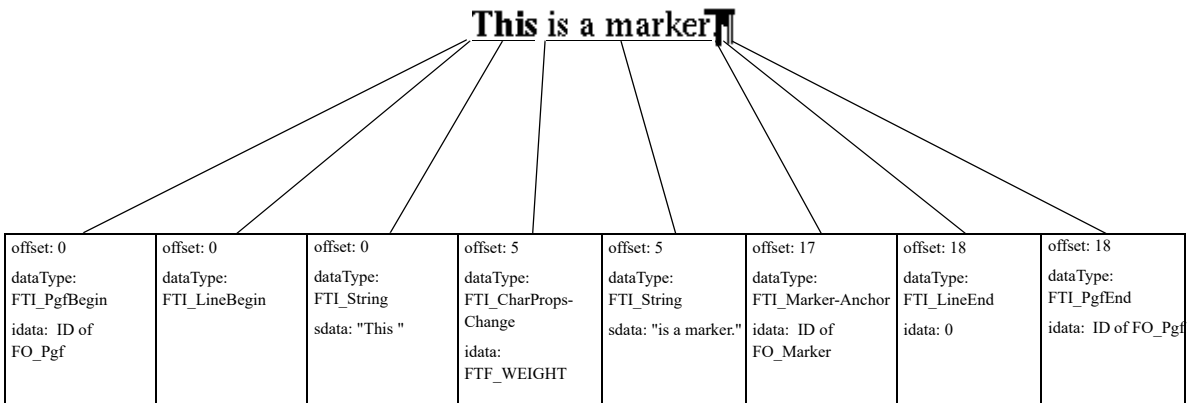 This is a marker.¶
offset: 0
dataType:
FTI_PgfBegin
idata:  ID of
FO_Pgf
offset: 0
dataType:
FTI_LineBegin
offset: 0
dataType:
FTI_String
sdata: "This "
offset: 5
dataType:
FTI_CharProps-
Change
idata:
FTF_WEIGHT
offset: 5
dataType:
FTI_String
sdata: "is a marker."
offset: 17
dataType:
FTI_Marker-Anchor
idata:  ID of
FO_Marker
offset: 18
dataType:
FTI_LineEnd
idata: 0
offset: 18
dataType:
FTI_PgfEnd
idata:  ID of FO_Pgf